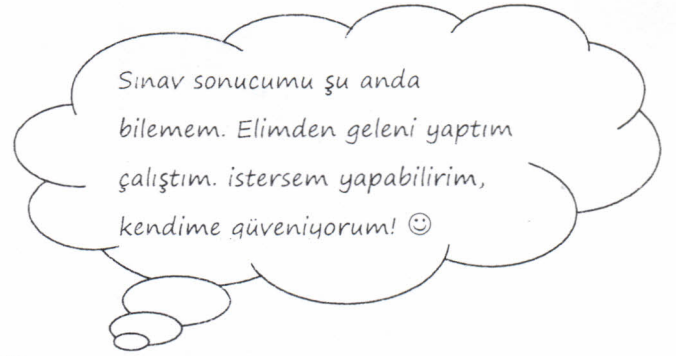 Sınav sonucumu şu anda
bilemem. Elimden geleni yaptım
çalıştım. istersem yapabilirim,
kendime güveniyorum! ☺